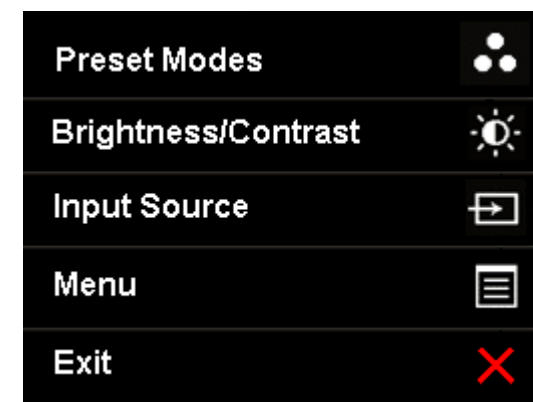 Preset Modes
Brightness/Contrast
Input Source
Menu
Exit